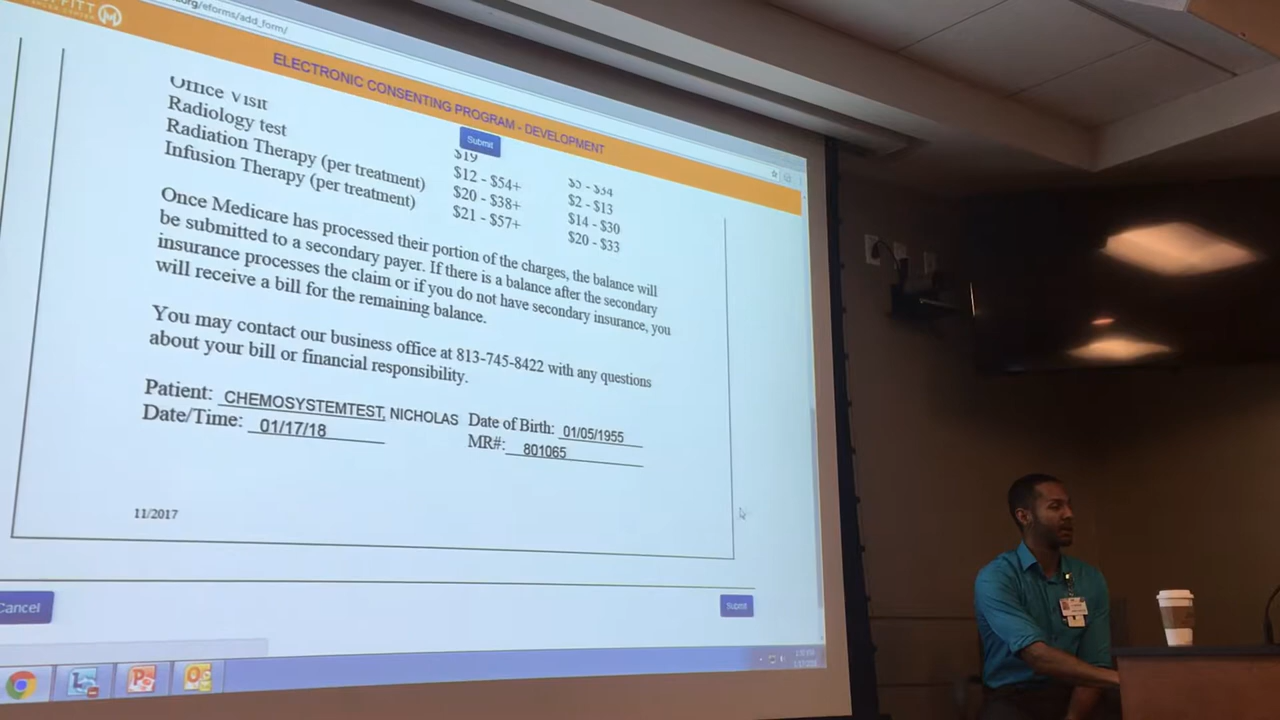 .org/eforms/add_form/
ELECTRONIC CONSENTING PROGRAM - DEVELOPMENT
Submit
Office Visit
Radiology test $19 $5 - $34
Radiation Therapy (per treatment) $12 - $54+ $2 - $13
Infusion Therapy (per treatment) $20 - $38+ $14 - $30
$21 - $57+ $20 - $33
Once Medicare has processed their portion of the charges, the balance will
be submitted to a secondary payer. If there is a balance after the secondary
insurance processes the claim or if you do not have secondary insurance, you
will receive a bill for the remaining balance.
You may contact our business office at 813-745-8422 with any questions
about your bill or financial responsibility.
Patient: CHEMOSYSTEMTEST, NICHOLAS Date of Birth: 01/05/1955
Date/Time: 01/17/18 MR#: 801065
11/2017
Cancel Submit